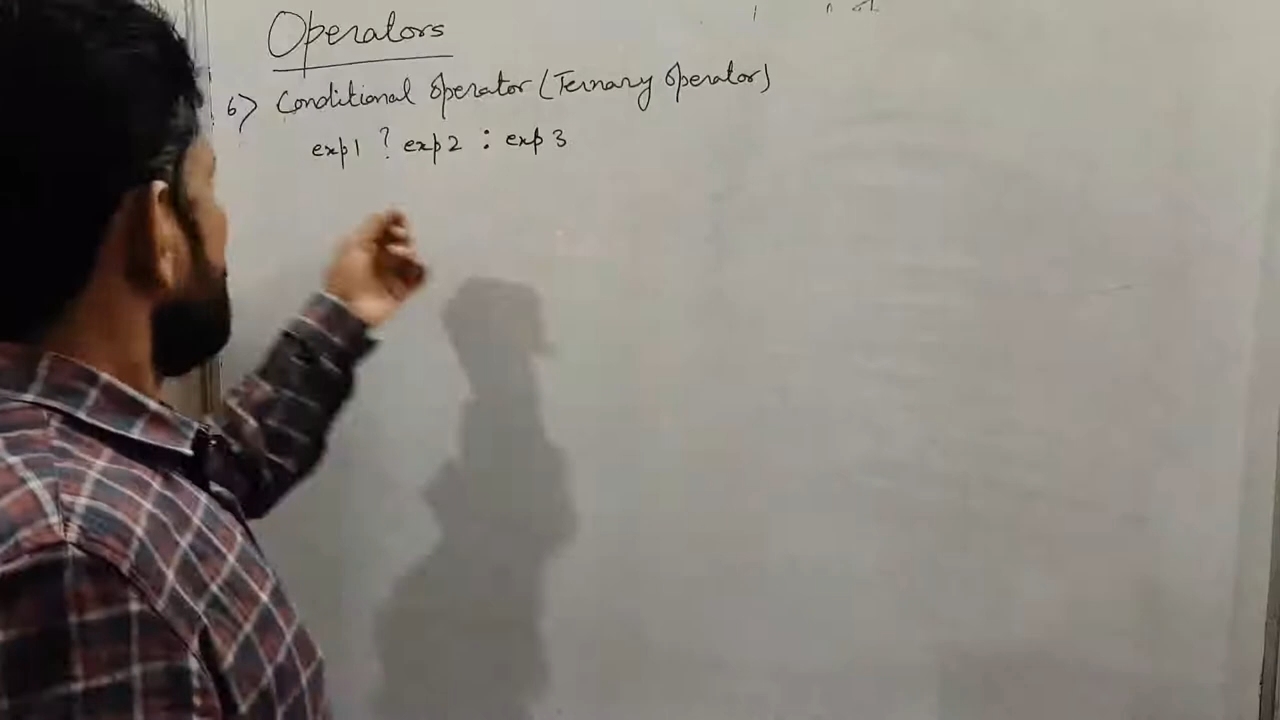 Operators
6) Conditional operator (Ternary operator)
exp1 ? exp2 : exp3